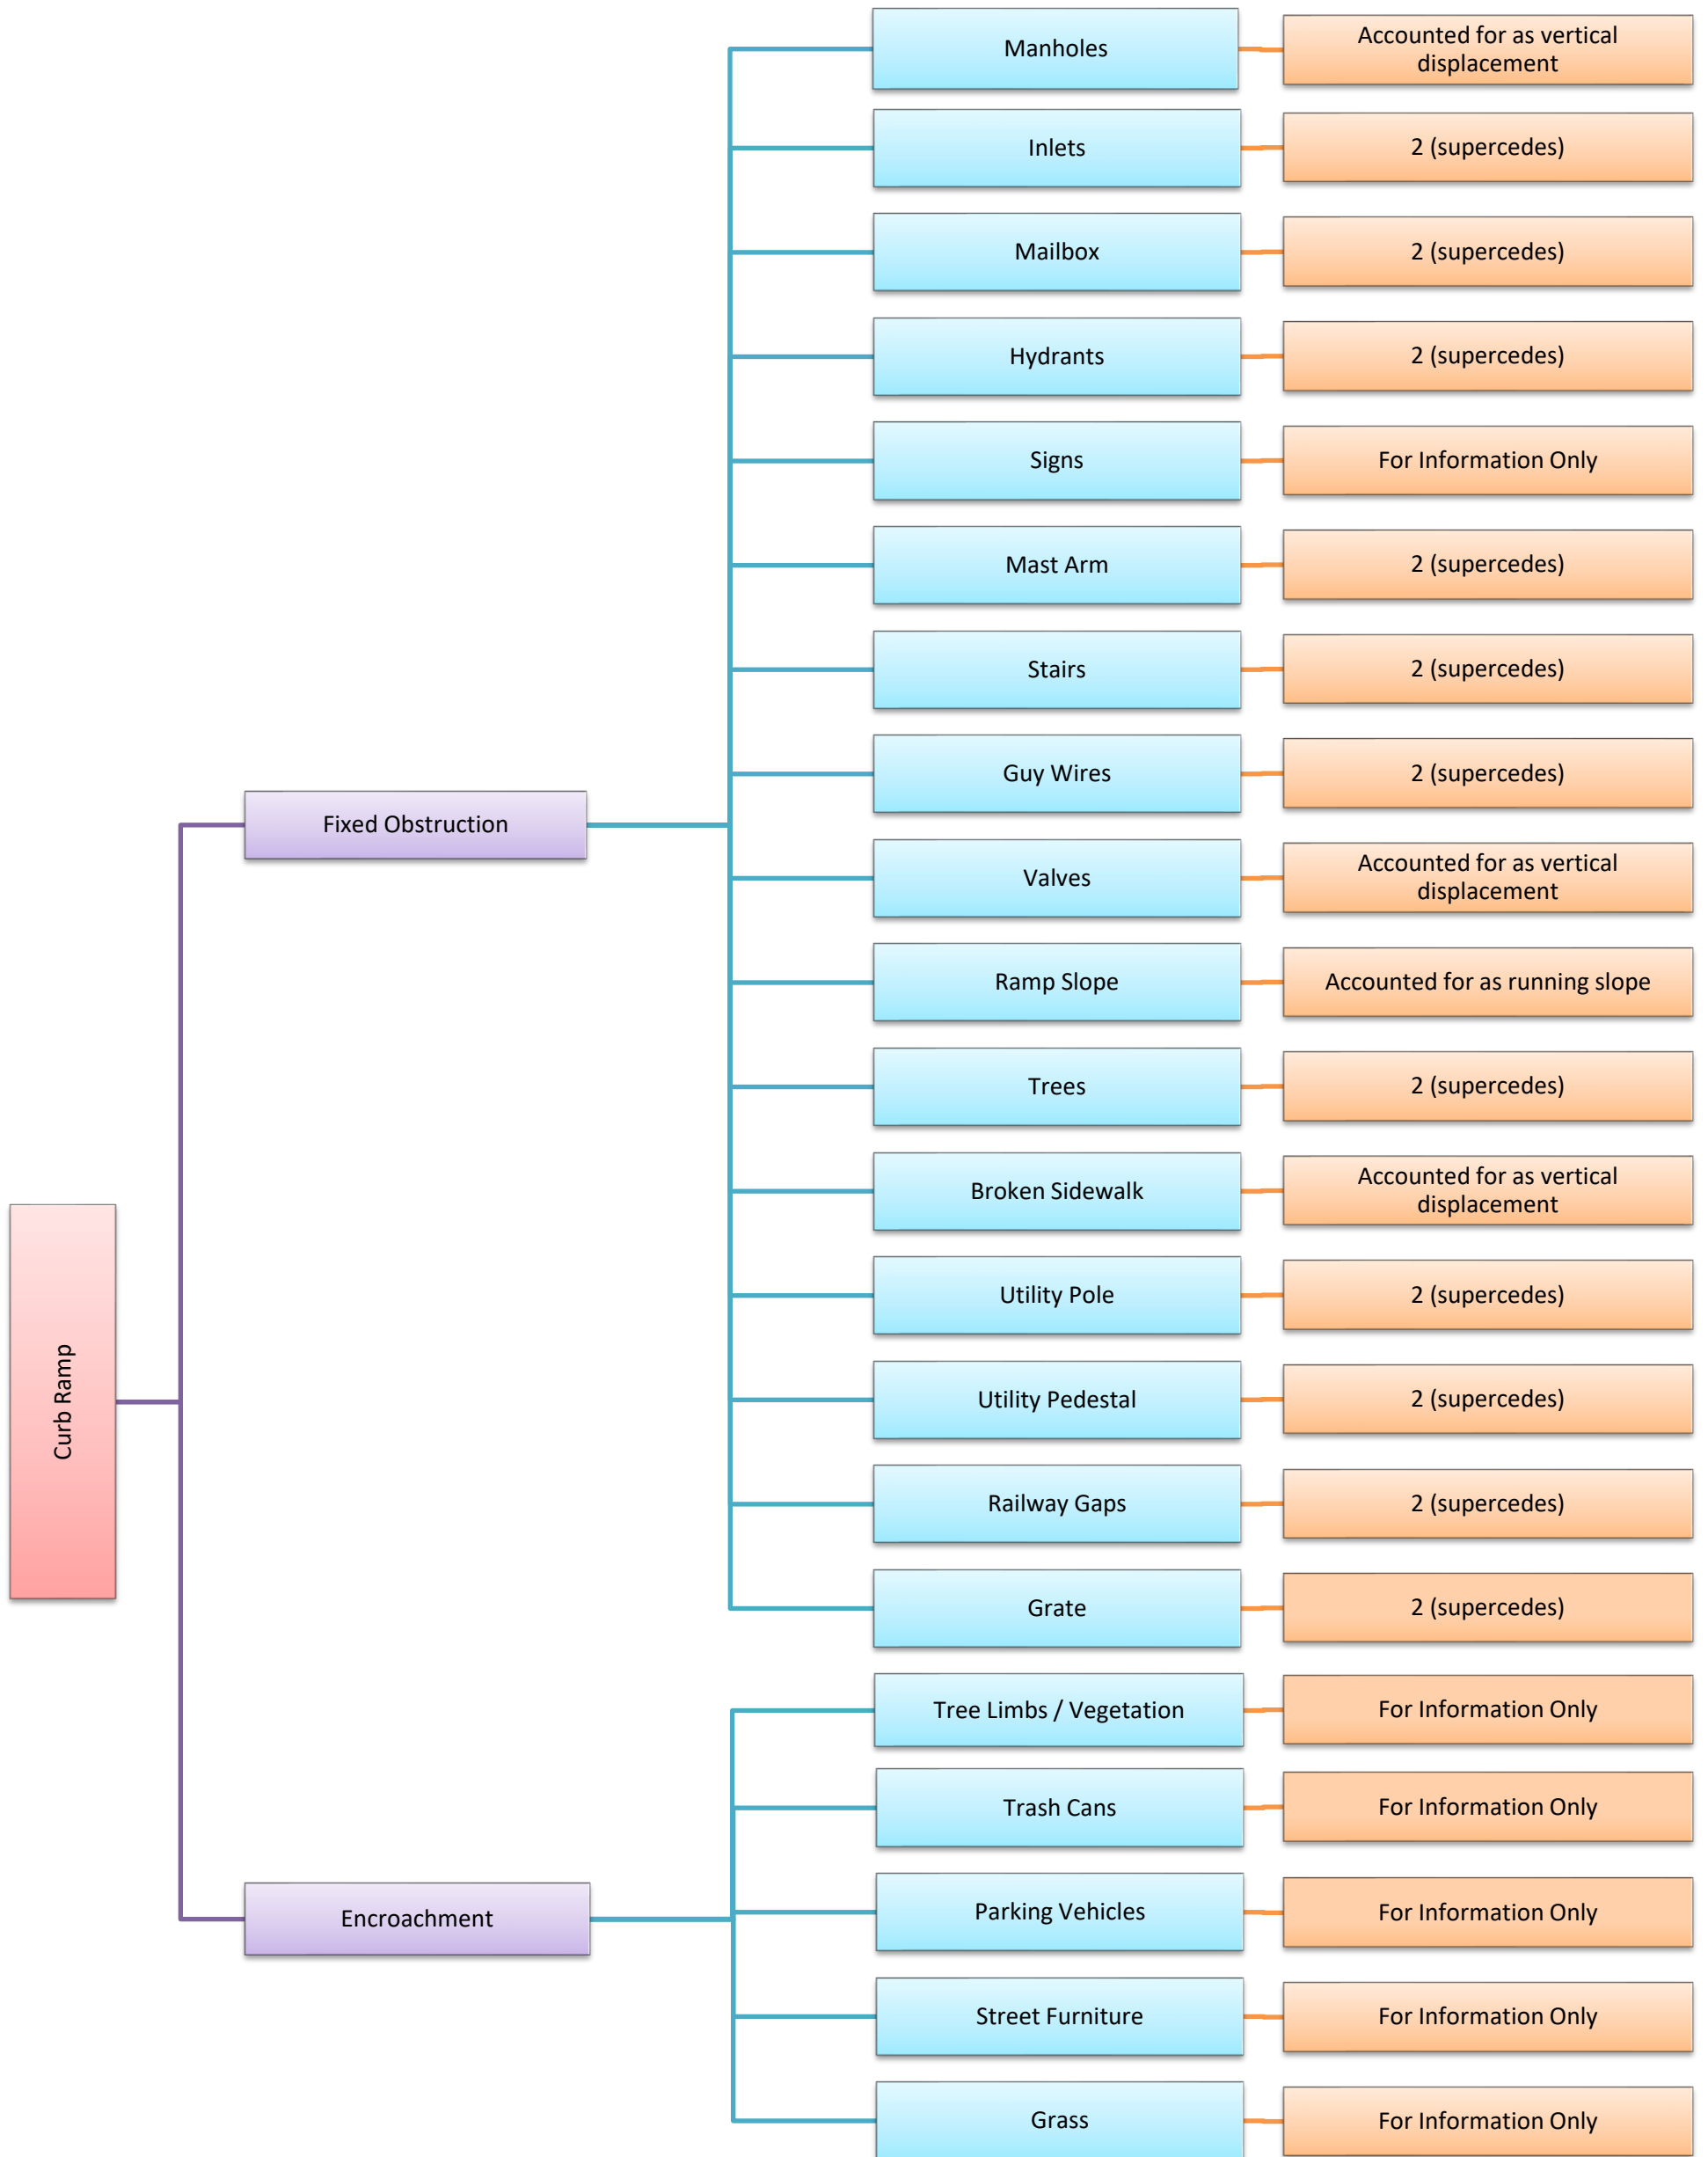 Manholes
Accounted for as vertical
displacement
Inlets
2 (supercedes)
Mailbox
2 (supercedes)
Hydrants
2 (supercedes)
Signs
For Information Only
Mast Arm
2 (supercedes)
Stairs
2 (supercedes)
Guy Wires
2 (supercedes)
Fixed Obstruction
Valves
Accounted for as vertical
displacement
Ramp Slope
Accounted for as running slope
Trees
2 (supercedes)
Broken Sidewalk
Accounted for as vertical
displacement
Utility Pole
2 (supercedes)
Curb Ramp
Utility Pedestal
2 (supercedes)
Railway Gaps
2 (supercedes)
Grate
2 (supercedes)
Tree Limbs / Vegetation
For Information Only
Trash Cans
For Information Only
Encroachment
Parking Vehicles
For Information Only
Street Furniture
For Information Only
Grass
For Information Only